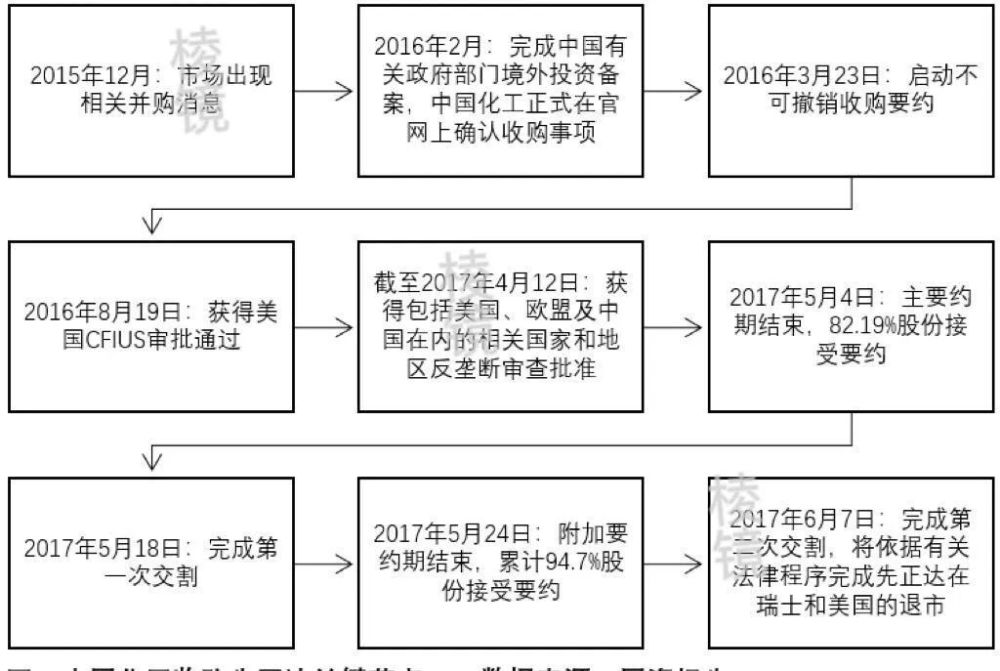 2015年12月：市场出现
相关并购消息
2016年2月：完成中国有
关政府部门境外投资备
案，中国化工正式在官
网上确认收购事项
2016年3月23日：启动不
可撤销收购要约
2016年8月19日：获得美
国CFIUS审批通过
截至2017年4月12日：获
得包括美国、欧盟及中
国在内的相关国家和地
区反垄断审查批准
2017年5月4日：主要约
期结束，82.19%股份接
受要约
2017年5月18日：完成第
一次交割
2017年5月24日：附加要
约期结束，累计94.7%股
份接受要约
2017年6月7日：完成第
二次交割，将依据有关
法律程序完成先正达在
瑞士和美国的退市
棱镜
棱镜
棱镜